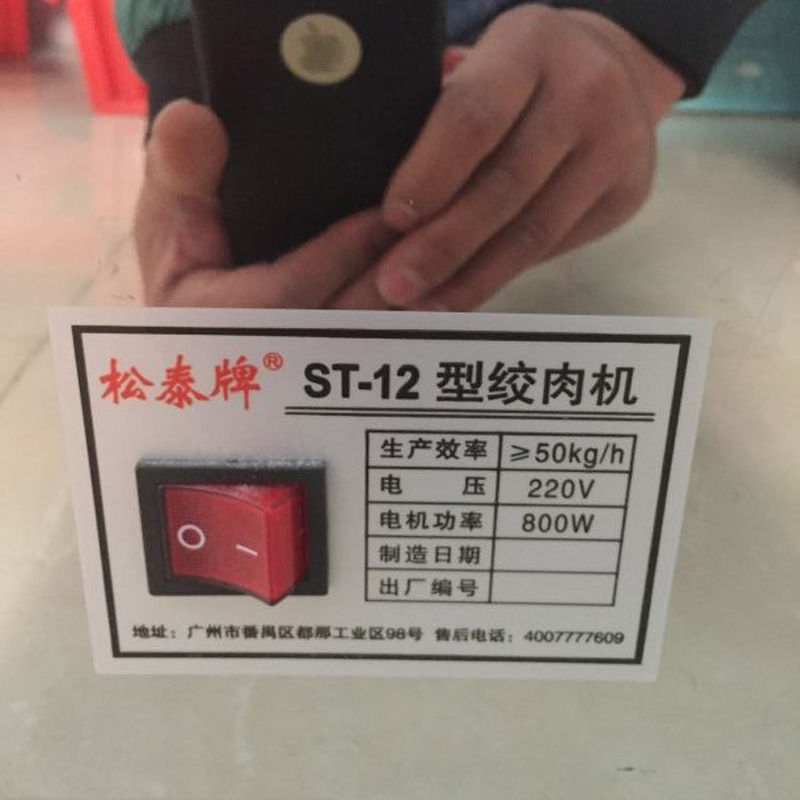 松泰牌® ST-12 型绞肉机
生产效率 ≥50kg/h
电压 220V
电机功率 800W
制造日期
出厂编号
地址：广州市番禺区都那工业区98号 售后电话：4007777609